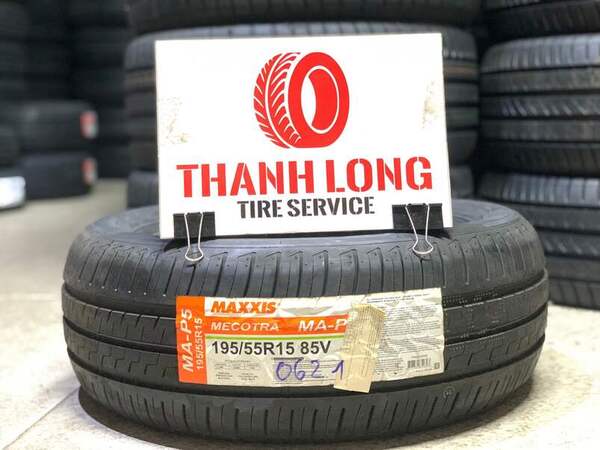 THANH LONG
TIRE SERVICE
MA-P5
195/55R15
MAXXIS
MECOTRA MA-P
195/55R15 85V
0621